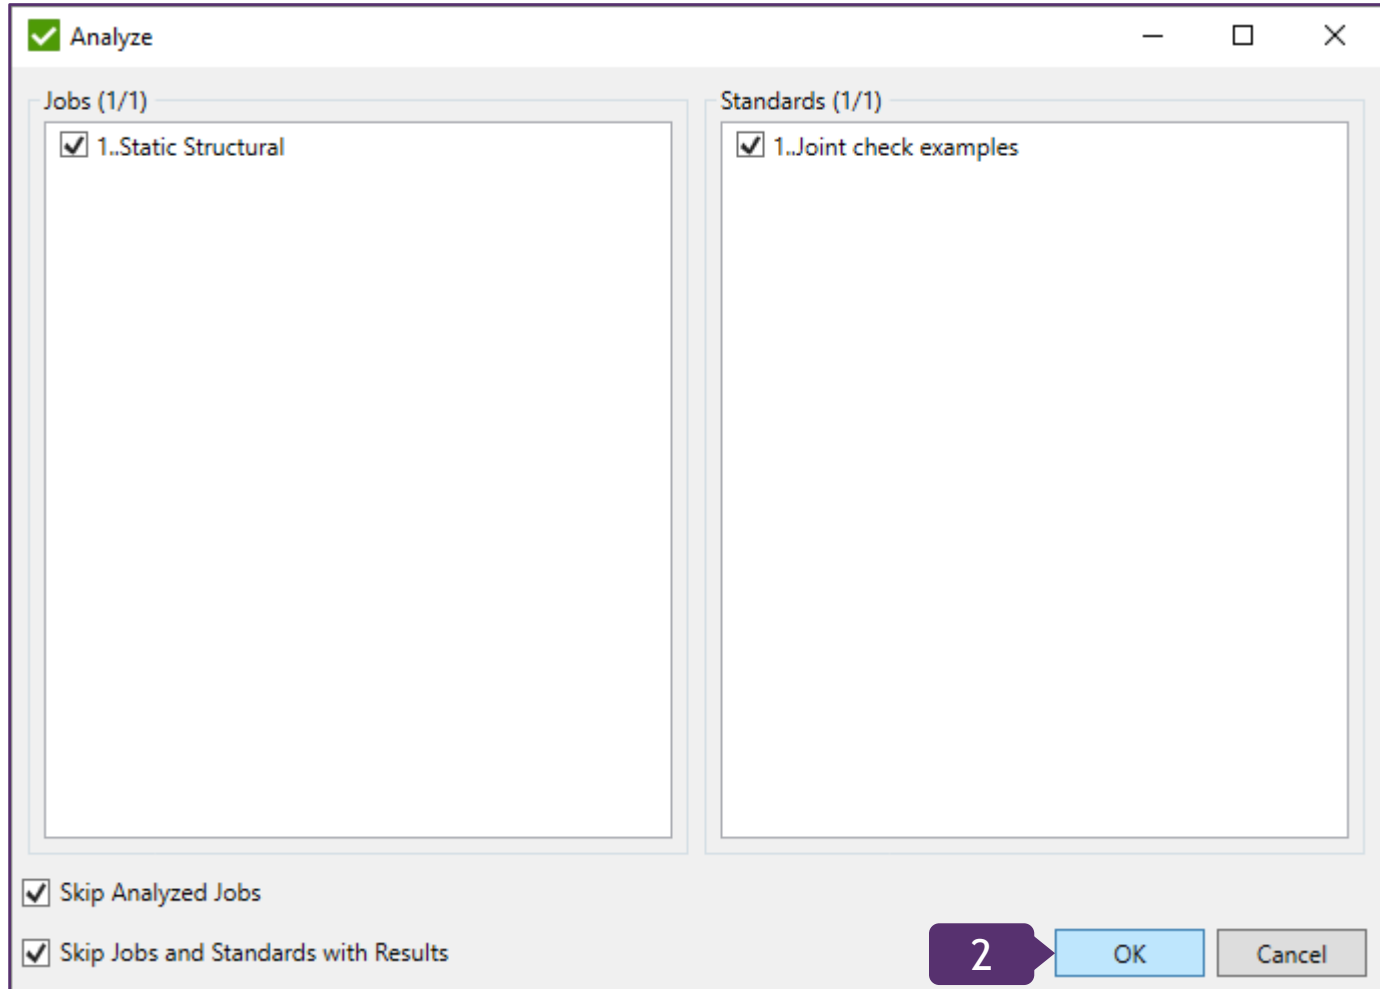 Analyze
Jobs (1/1)
1..Static Structural
Standards (1/1)
1..Joint check examples
Skip Analyzed Jobs
Skip Jobs and Standards with Results
2
OK
Cancel